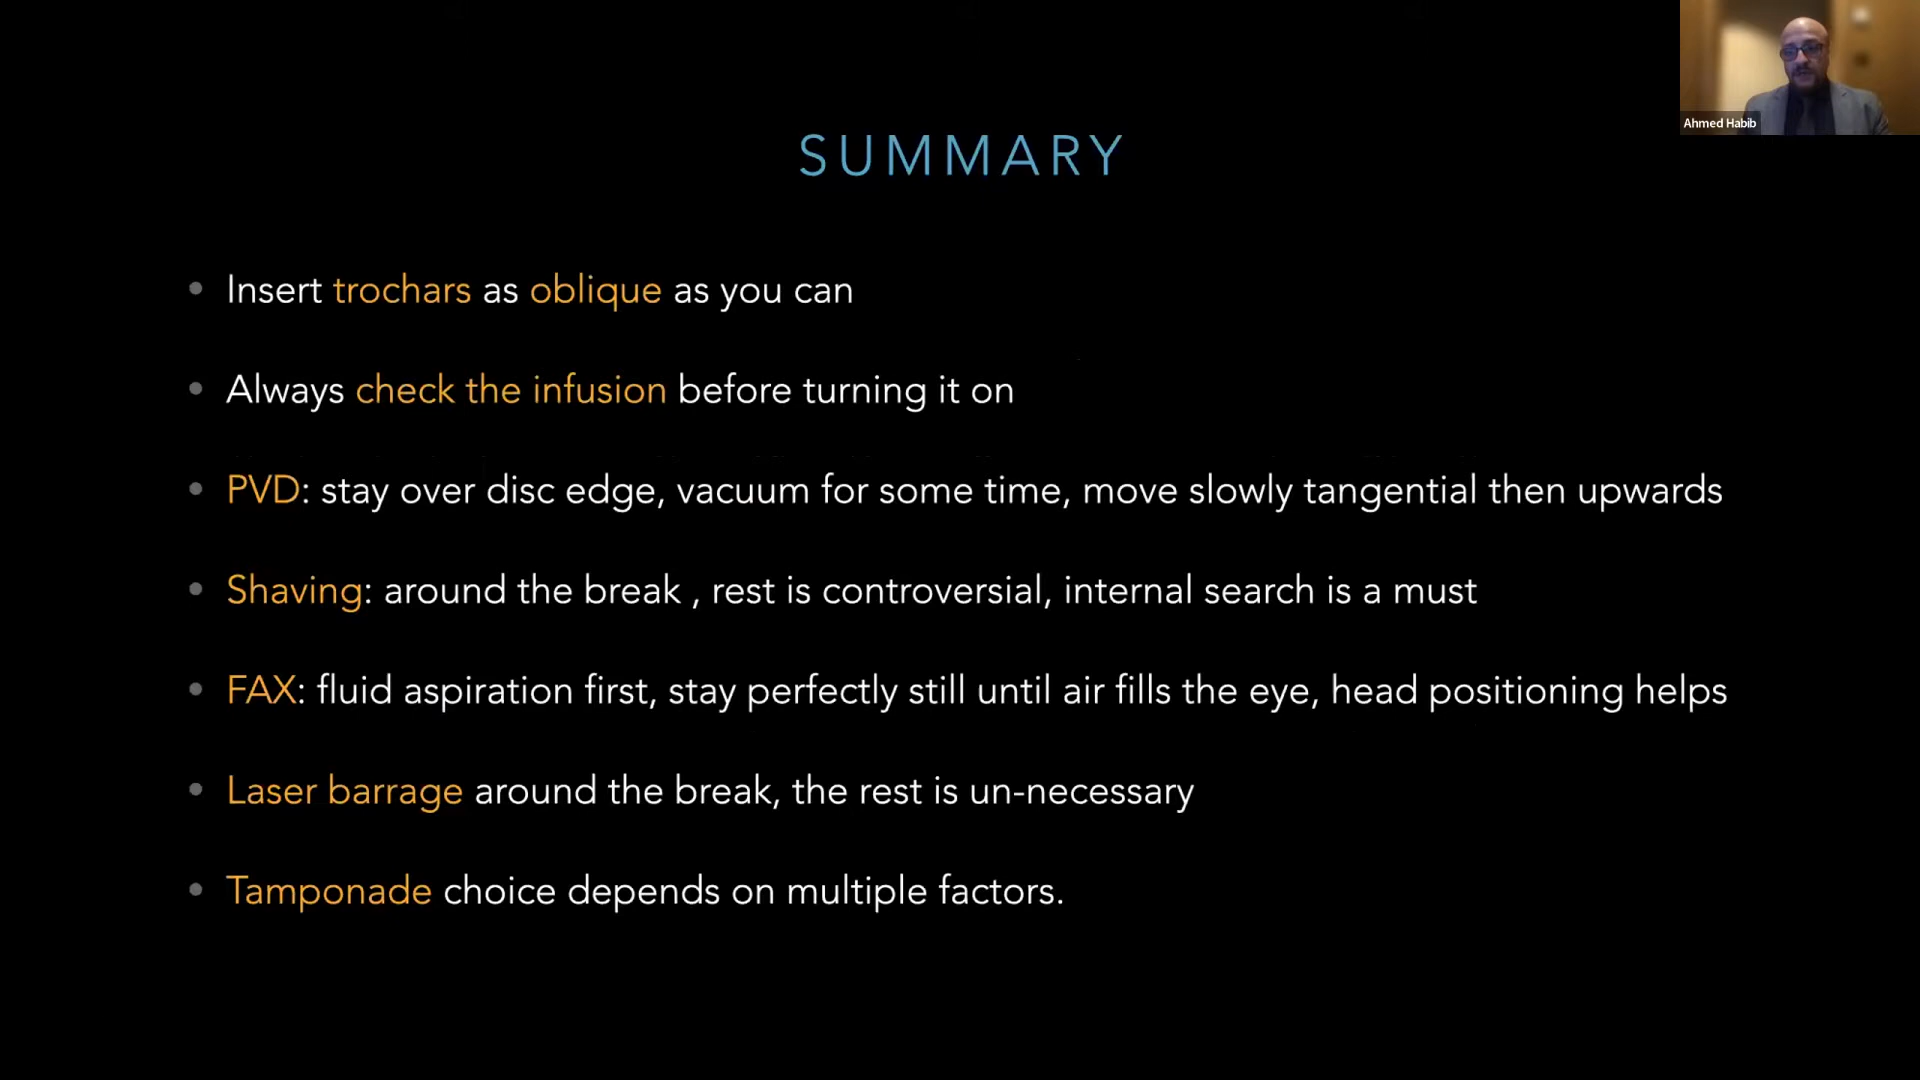 Ahmed Habib
SUMMARY
• Insert trochars as oblique as you can
• Always check the infusion before turning it on
• PVD: stay over disc edge, vacuum for some time, move slowly tangential then upwards
• Shaving: around the break , rest is controversial, internal search is a must
• FAX: fluid aspiration first, stay perfectly still until air fills the eye, head positioning helps
• Laser barrage around the break, the rest is un-necessary
• Tamponade choice depends on multiple factors.